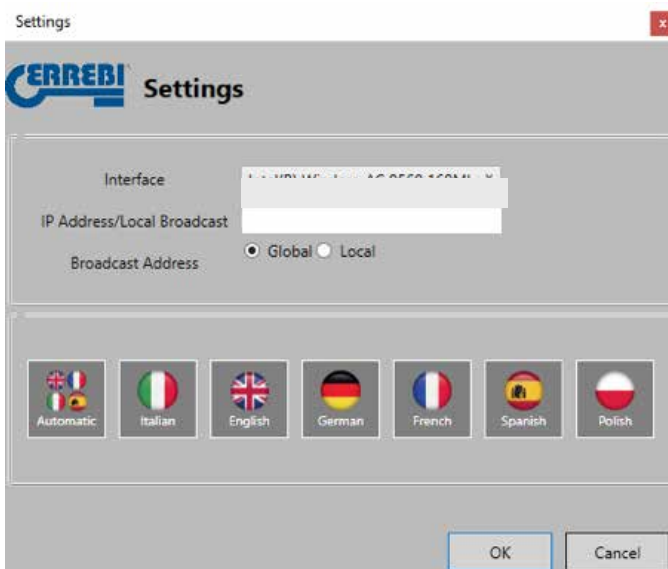 Settings
x
ERREBI
Settings
Interface
IP Address/Local Broadcast
Broadcast Address
Global
Local
Automatic
Italian
English
German
French
Spanish
Polish
OK
Cancel